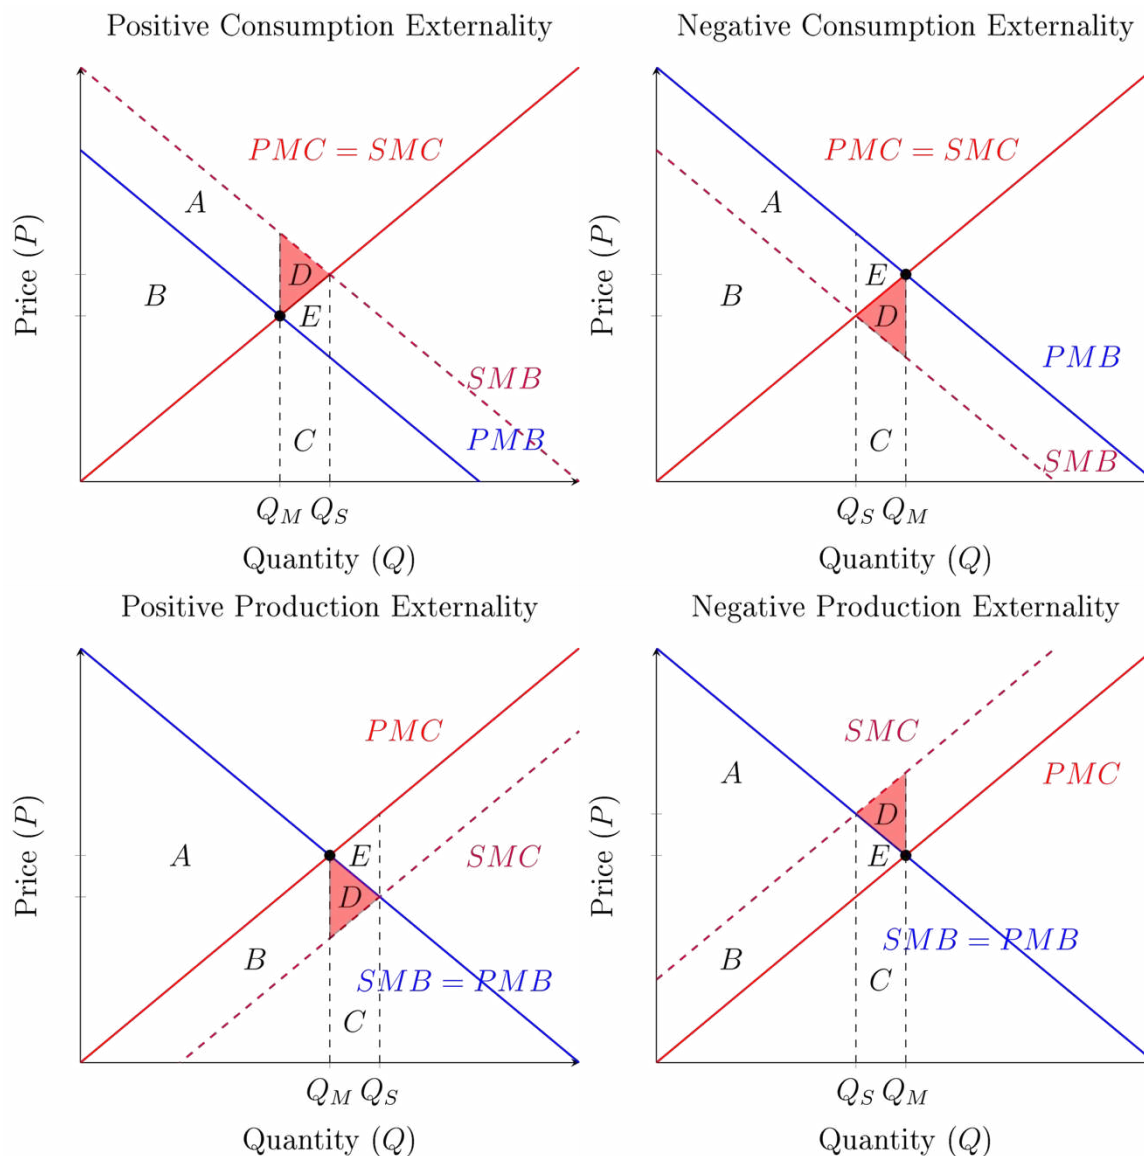 Positive Consumption Externality
PMC = SMC
A
B
D
E
C
SMB
PMB
Q_M Q_S
Price (P)
Quantity (Q)
Negative Consumption Externality
PMC = SMC
A
B
E
D
C
PMB
SMB
Q_S Q_M
Price (P)
Quantity (Q)
Positive Production Externality
PMC
SMC
A
E
D
B
SMB = PMB
C
Q_M Q_S
Price (P)
Quantity (Q)
Negative Production Externality
SMC
PMC
A
D
E
SMB = PMB
B
C
Q_S Q_M
Price (P)
Quantity (Q)